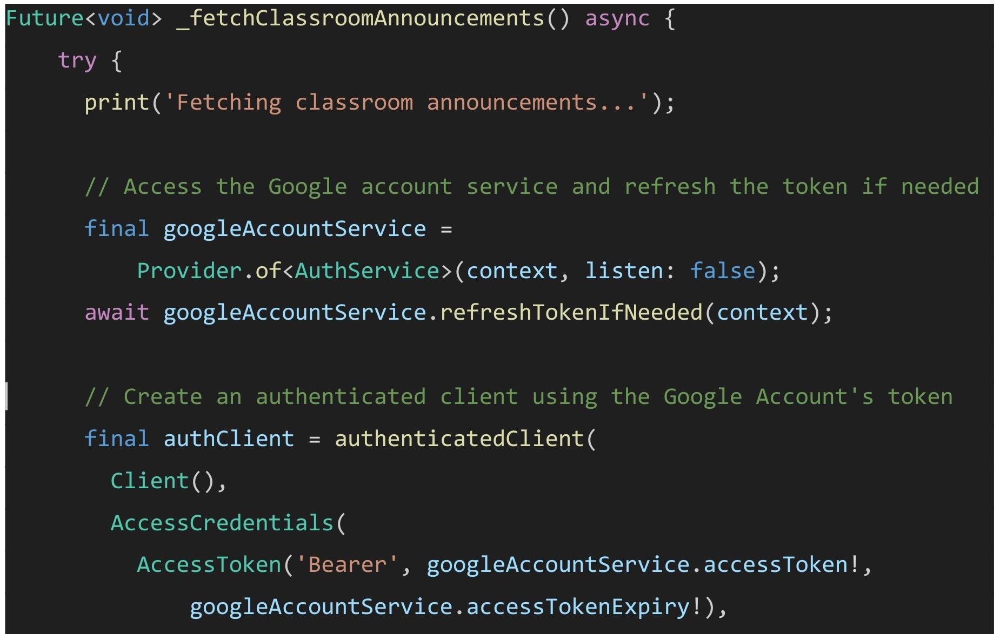 Future<void> _fetchClassroomAnnouncements() async {
try {
print('Fetching classroom announcements...');
// Access the Google account service and refresh the token if needed
final googleAccountService =
Provider.of<AuthService>(context, listen: false);
await googleAccountService.refreshTokenIfNeeded(context);
// Create an authenticated client using the Google Account's token
final authClient = authenticatedClient(
Client(),
AccessCredentials(
AccessToken('Bearer', googleAccountService.accessToken!,
googleAccountService.accessTokenExpiry!),